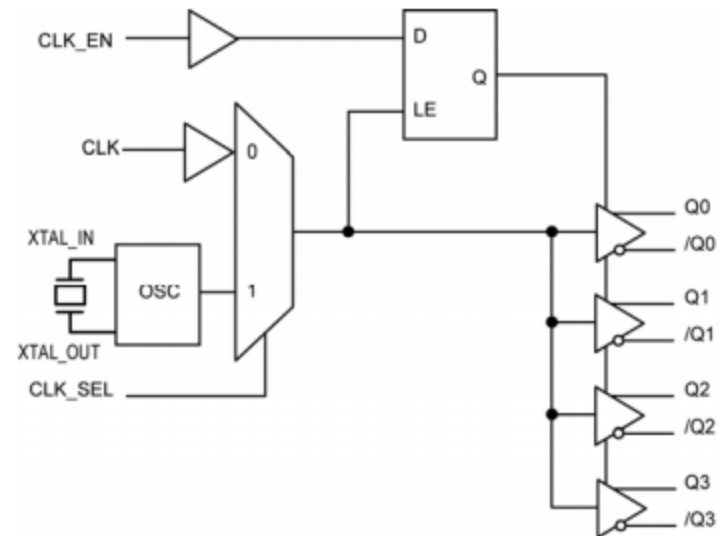 CLK_EN
D
Q
LE
CLK
0
Q0
/Q0
XTAL_IN
OSC
1
Q1
/Q1
XTAL_OUT
CLK_SEL
Q2
/Q2
Q3
/Q3